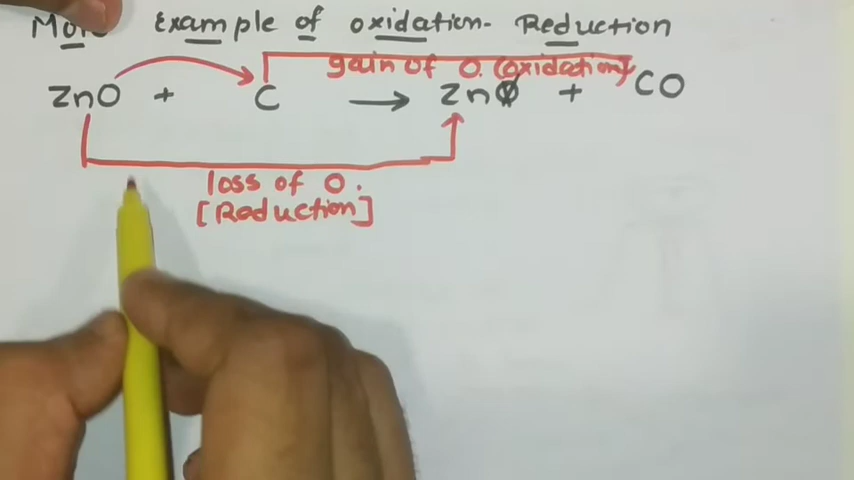 Example of oxidation- Reduction
gain of O. (oxidation)
ZnO + C → Zn + CO
loss of O.
[Reduction]